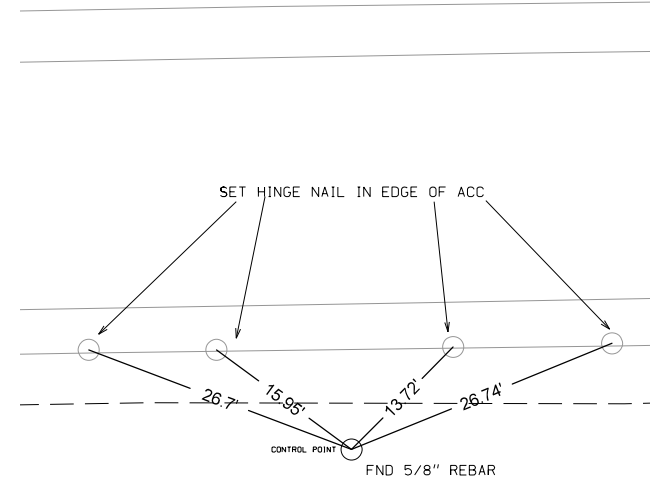 SET HINGE NAIL IN EDGE OF ACC
26.7'
15.95'
13.72'
26.74'
CONTROL POINT
FND 5/8" REBAR